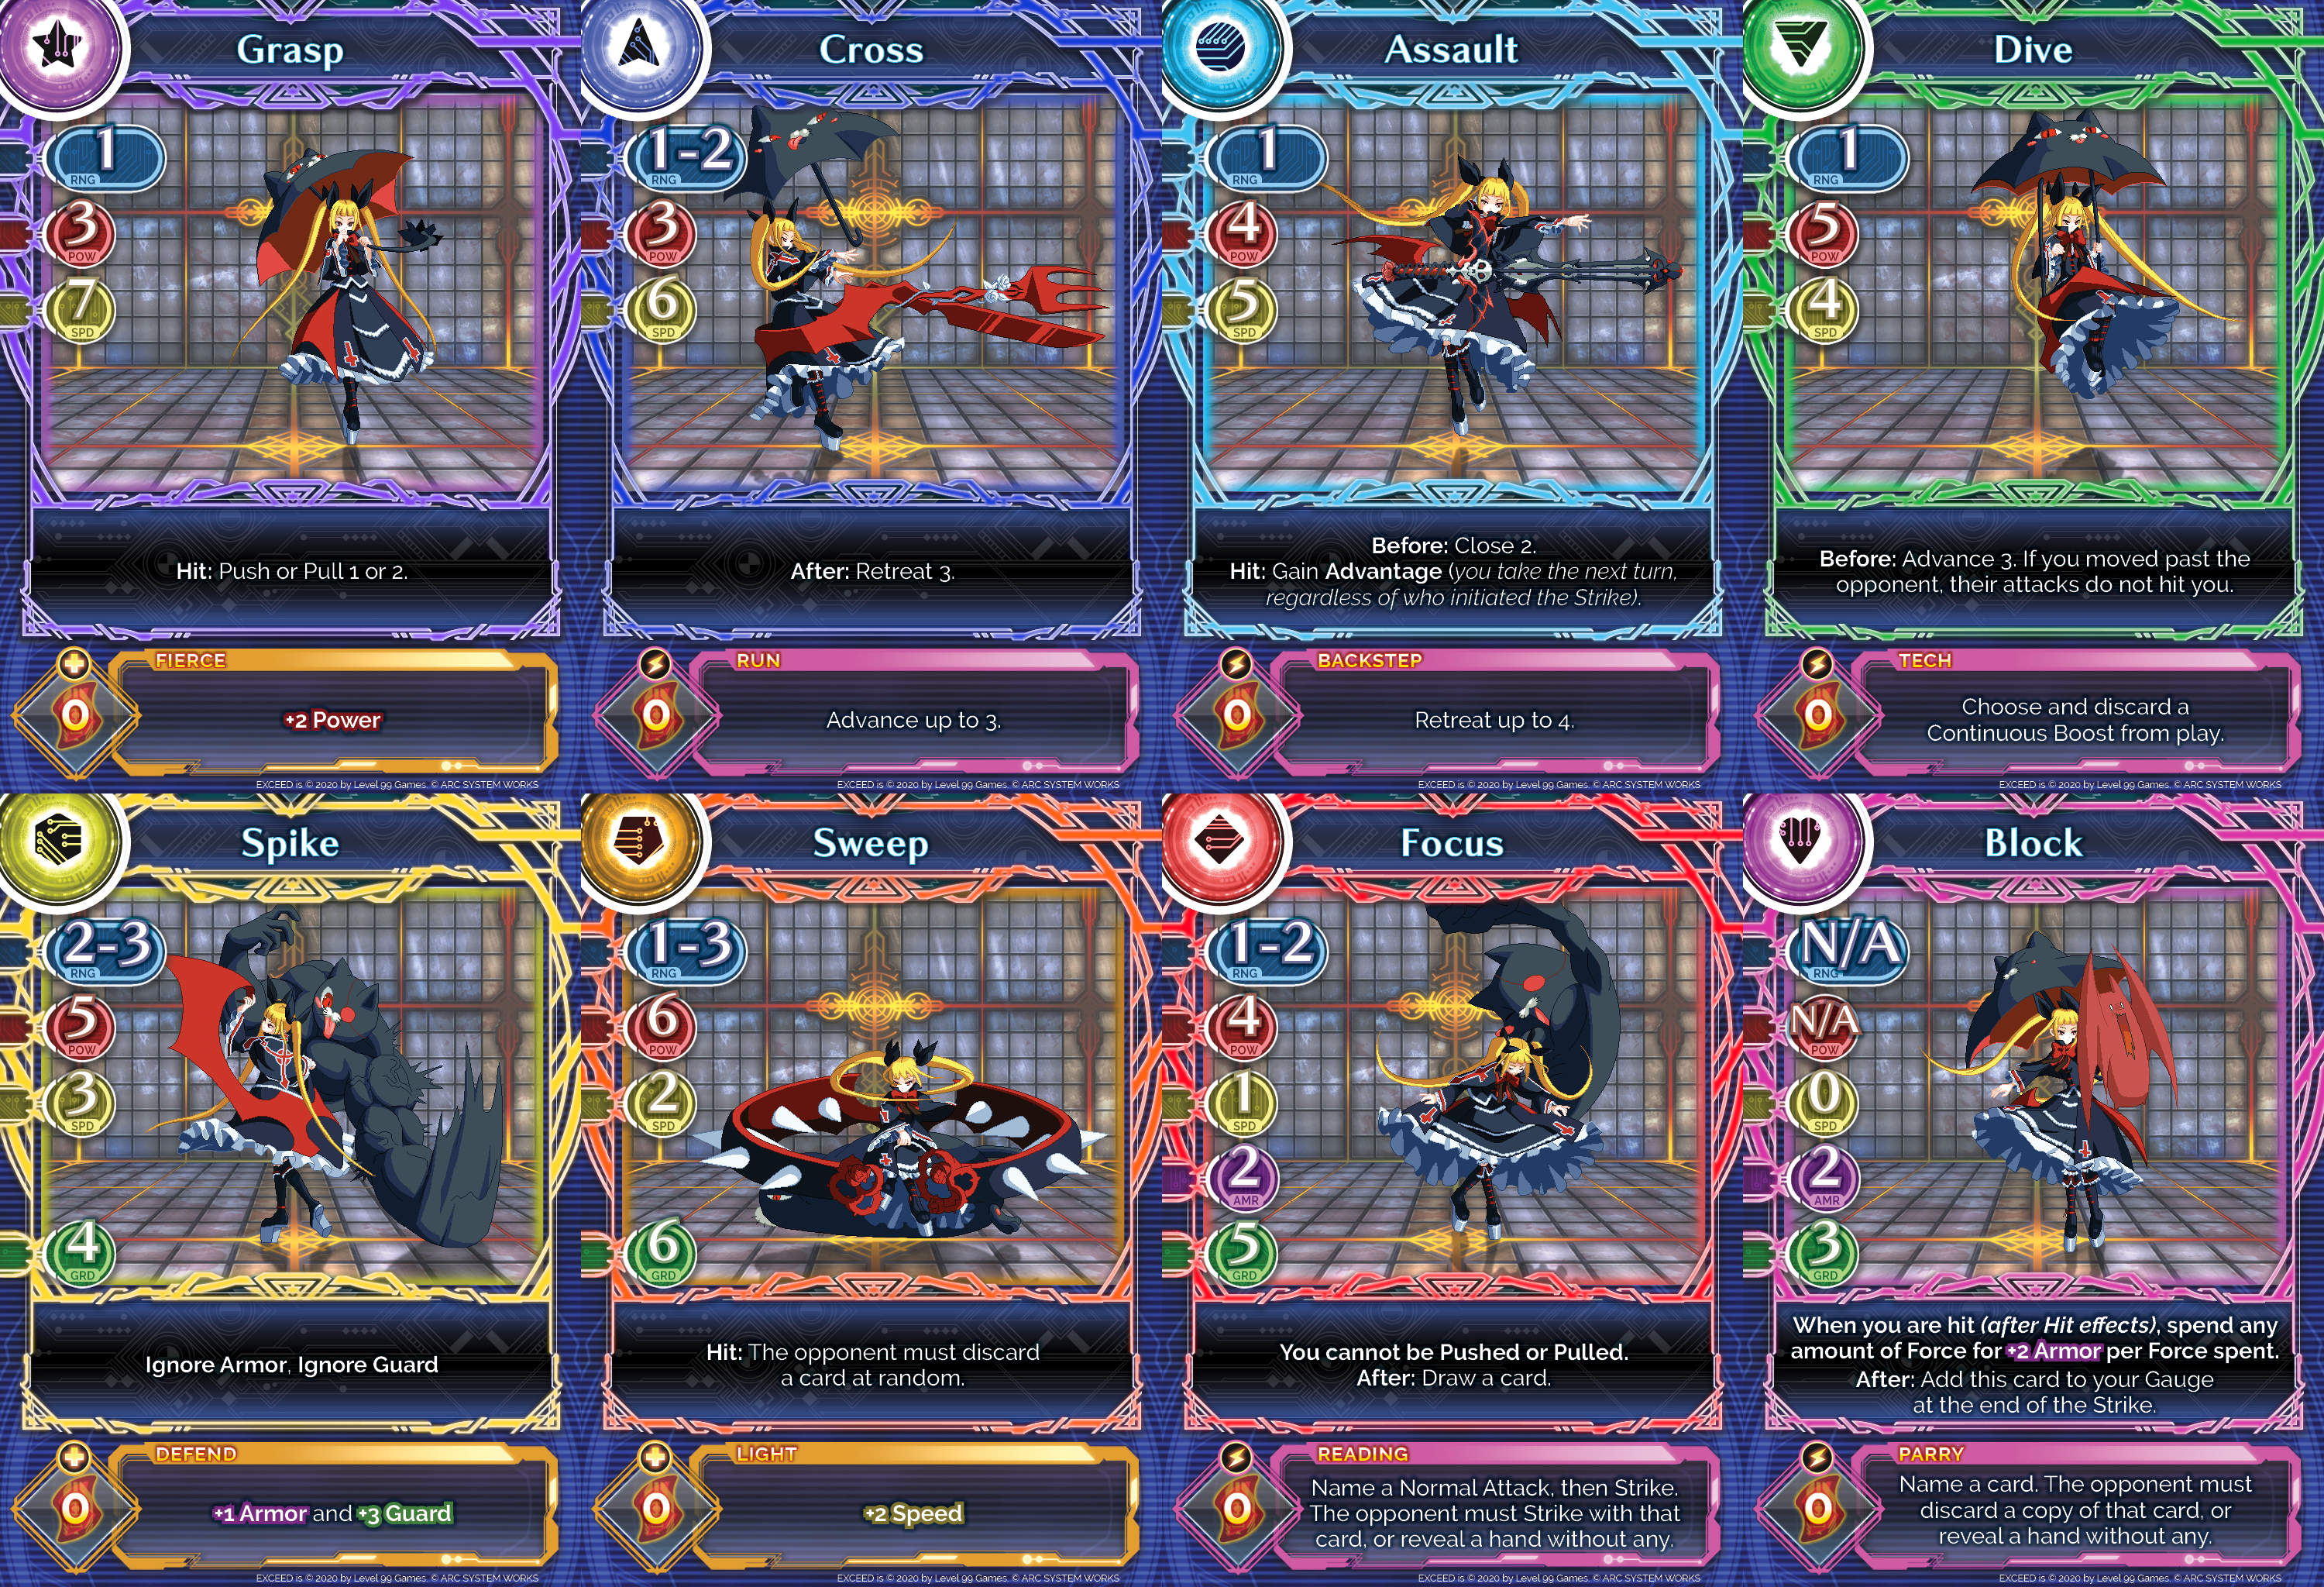 Grasp
1
RNG
3
POW
7
SPD
Hit: Push or Pull 1 or 2.
FIERCE
0
+2 Power
EXCEED is © 2020 by Level 99 Games. © ARC SYSTEM WORKS
Cross
1-2
RNG
3
POW
6
SPD
After: Retreat 3.
RUN
0
Advance up to 3.
EXCEED is © 2020 by Level 99 Games. © ARC SYSTEM WORKS
Assault
1
RNG
4
POW
5
SPD
Before: Close 2.
Hit: Gain Advantage (you take the next turn,
regardless of who initiated the Strike).
BACKSTEP
0
Retreat up to 4.
EXCEED is © 2020 by Level 99 Games. © ARC SYSTEM WORKS
Dive
1
RNG
5
POW
4
SPD
Before: Advance 3. If you moved past the
opponent, their attacks do not hit you.
TECH
0
Choose and discard a
Continuous Boost from play.
EXCEED is © 2020 by Level 99 Games. © ARC SYSTEM WORKS
Spike
2-3
RNG
5
POW
3
SPD
4
GRD
Ignore Armor, Ignore Guard
DEFEND
0
+1 Armor and +3 Guard
EXCEED is © 2020 by Level 99 Games. © ARC SYSTEM WORKS
Sweep
1-3
RNG
6
POW
2
SPD
6
GRD
Hit: The opponent must discard
a card at random.
LIGHT
0
+2 Speed
EXCEED is © 2020 by Level 99 Games. © ARC SYSTEM WORKS
Focus
1-2
RNG
4
POW
1
SPD
2
AMR
5
GRD
You cannot be Pushed or Pulled.
After: Draw a card.
READING
0
Name a Normal Attack, then Strike.
The opponent must Strike with that
card, or reveal a hand without any.
EXCEED is © 2020 by Level 99 Games. © ARC SYSTEM WORKS
Block
N/A
RNG
N/A
POW
0
SPD
2
AMR
3
GRD
When you are hit (after Hit effects), spend any
amount of Force for +2 Armor per Force spent.
After: Add this card to your Gauge
at the end of the Strike.
PARRY
0
Name a card. The opponent must
discard a copy of that card, or
reveal a hand without any.
EXCEED is © 2020 by Level 99 Games. © ARC SYSTEM WORKS